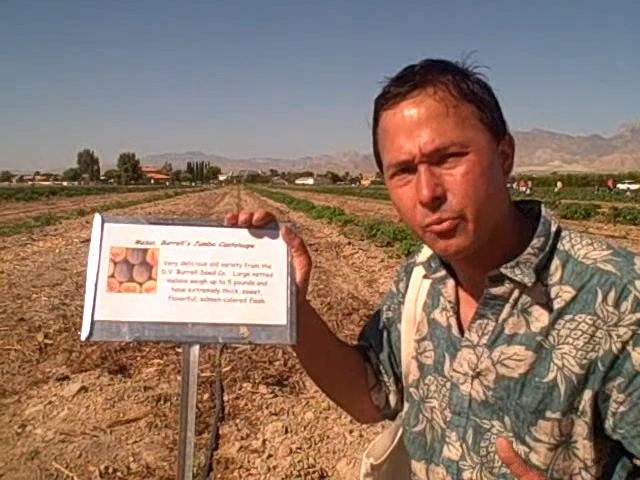 Melon, Burrell's Jumbo Cantaloupe
Very delicious old variety from the
D.V. Burrell Seed Co. Large netted
melons weigh up to 5 pounds and
have extremely thick, sweet,
flavorful, salmon-colored flesh